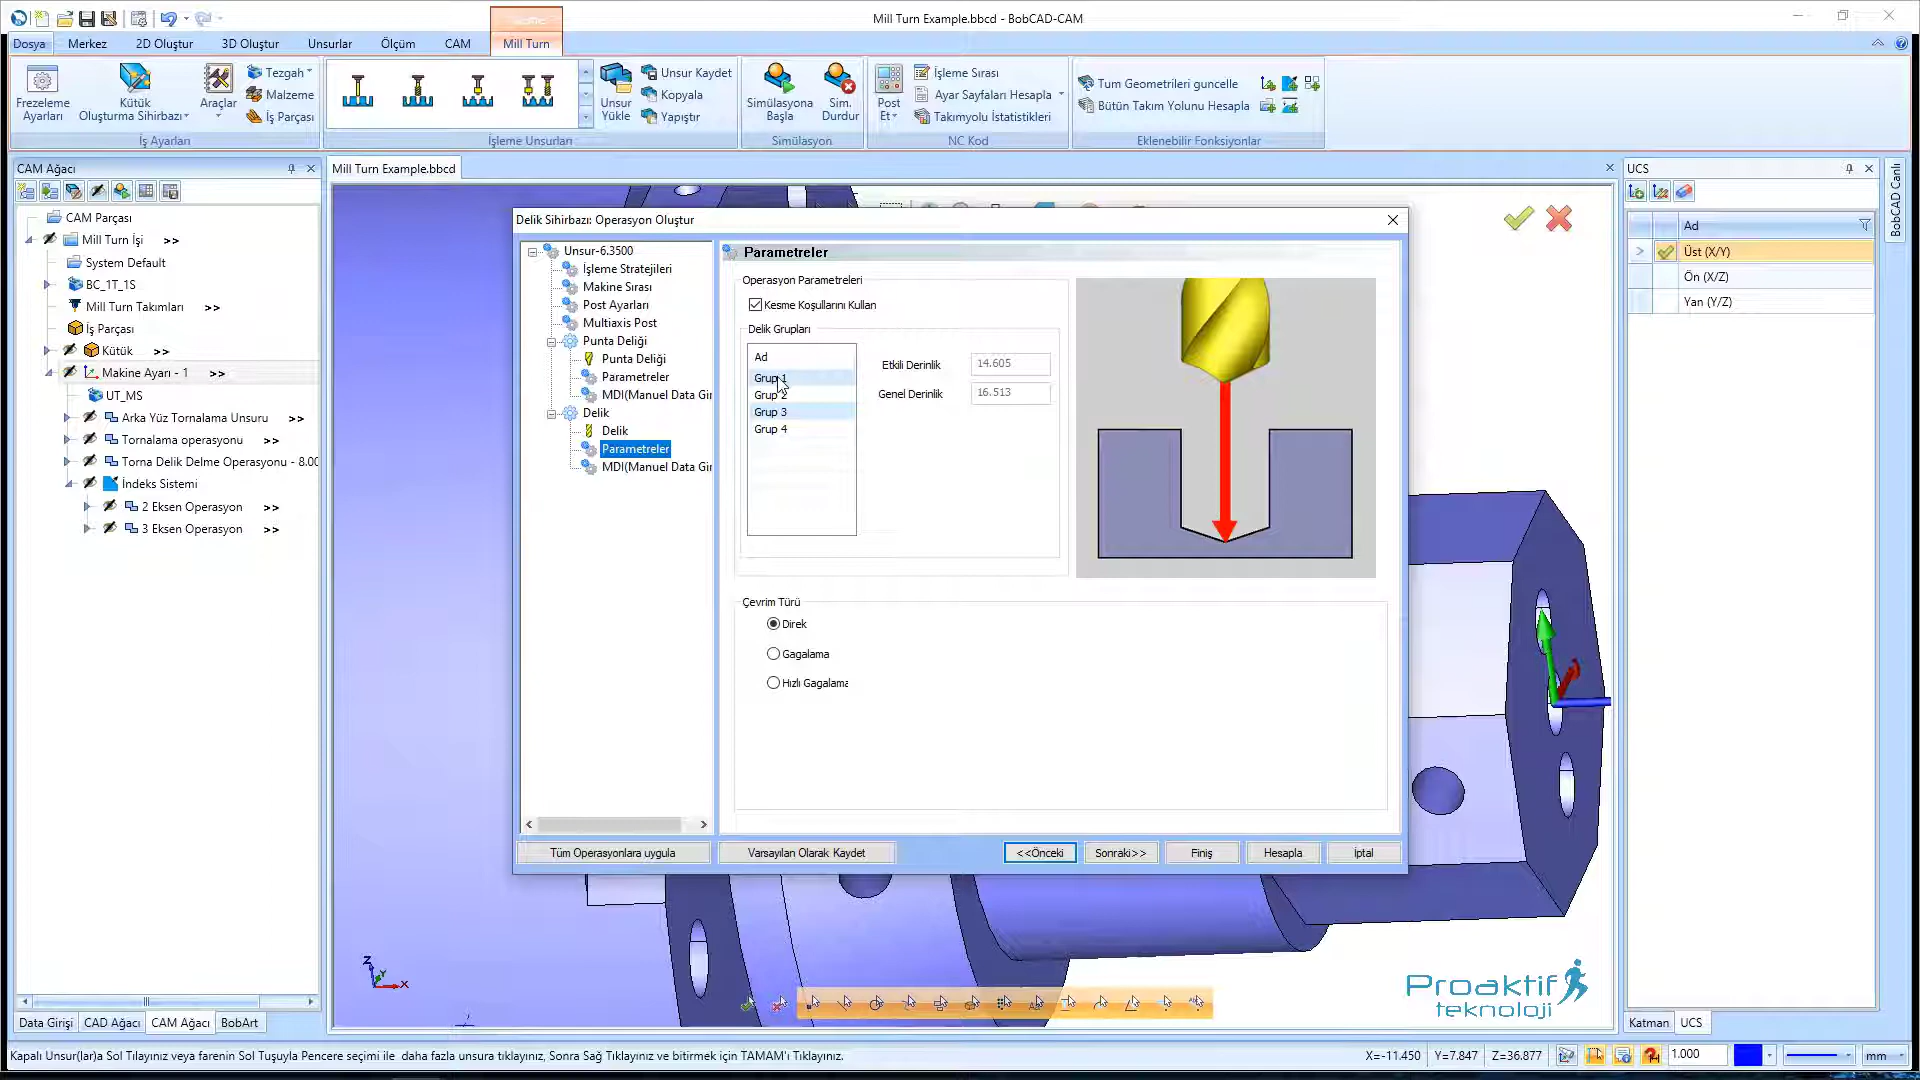 Mill Turn Example.bbcd - BobCAD-CAM
Dosya
Merkez
2D Oluştur
3D Oluştur
Unsurlar
Ölçüm
CAM
Mill Turn
Frezeleme
Ayarları
Kütük
Oluşturma Sihirbazı
Araçlar
Tezgah
Malzeme
İş Parçası
Unsur
Yükle
Unsur Kaydet
Kopyala
Yapıştır
Simülasyona
Başla
Sim.
Durdur
Post
Et
İşleme Sırası
Ayar Sayfaları Hesapla
Takımyolu İstatistikleri
Tum Geometrileri guncelle
Bütün Takım Yolunu Hesapla
İş Ayarları
İşleme Unsurları
Simülasyon
NC Kod
Eklenebilir Fonksiyonlar
CAM Ağacı
CAM Parçası
Mill Turn İşi >>
System Default
BC_1T_1S
Mill Turn Takımları >>
İş Parçası
Kütük >>
Makine Ayarı - 1 >>
UT_MS
Arka Yüz Tornalama Unsuru >>
Tornalama operasyonu >>
Torna Delik Delme Operasyonu - 8.00
İndeks Sistemi
2 Eksen Operasyon >>
3 Eksen Operasyon >>
Data Girişi
CAD Ağacı
CAM Ağacı
BobArt
Mill Turn Example.bbcd
Delik Sihirbazı: Operasyon Oluştur
Unsur-6.3500
İşleme Stratejileri
Makine Sırası
Post Ayarları
Multiaxis Post
Punta Deliği
Punta Deliği
Parametreler
MDI(Manuel Data Gir
Delik
Delik
Parametreler
MDI(Manuel Data Gir
Parametreler
Operasyon Parametreleri
Kesme Koşullarını Kullan
Delik Grupları
Ad
Grup 1
Grup 2
Grup 3
Grup 4
Etkili Derinlik 14.605
Genel Derinlik 16.513
Çevrim Türü
Direk
Gagalama
Hızlı Gagalama
Tüm Operasyonlara uygula
Varsayılan Olarak Kaydet
<<Önceki
Sonraki>>
Finiş
Hesapla
İptal
Z
Y
X
Proaktif
teknoloji
UCS
Ad
Üst (X/Y)
Ön (X/Z)
Yan (Y/Z)
Katman
UCS
BobCAD Canlı
Kapalı Unsur(lar)a Sol Tılayınız veya farenin Sol Tuşuyla Pencere seçimi ile daha fazla unsura tıklayınız, Sonra Sağ Tıklayınız ve bitirmek için TAMAM'ı Tıklayınız.
X=-11.450 Y=7.847 Z=36.877
1.000
mm